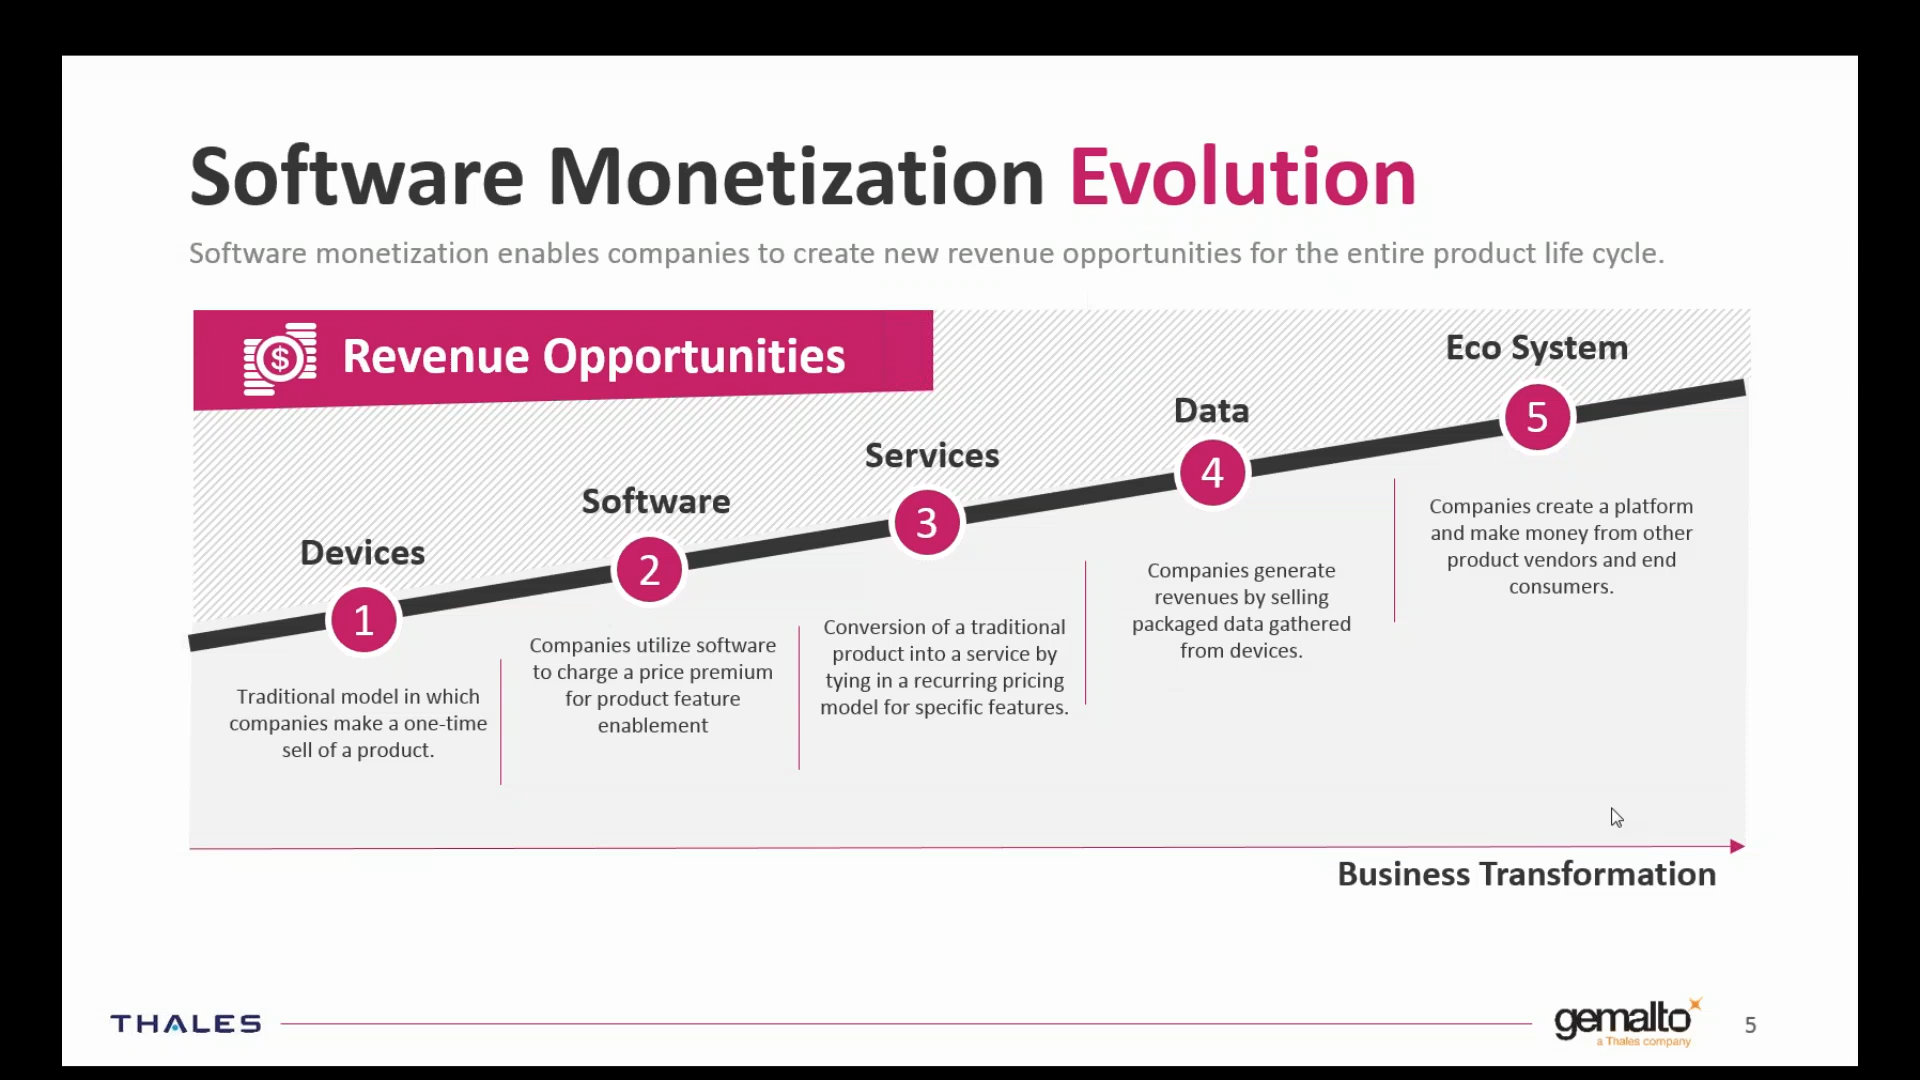 Software Monetization Evolution
Software monetization enables companies to create new revenue opportunities for the entire product life cycle.
$
Revenue Opportunities
Devices
1
Traditional model in which
companies make a one-time
sell of a product.
Software
2
Companies utilize software
to charge a price premium
for product feature
enablement
Services
3
Conversion of a traditional
product into a service by
tying in a recurring pricing
model for specific features.
Data
4
Companies generate
revenues by selling
packaged data gathered
from devices.
Eco System
5
Companies create a platform
and make money from other
product vendors and end
consumers.
Business Transformation
THALES
gemalto
a Thales company
5